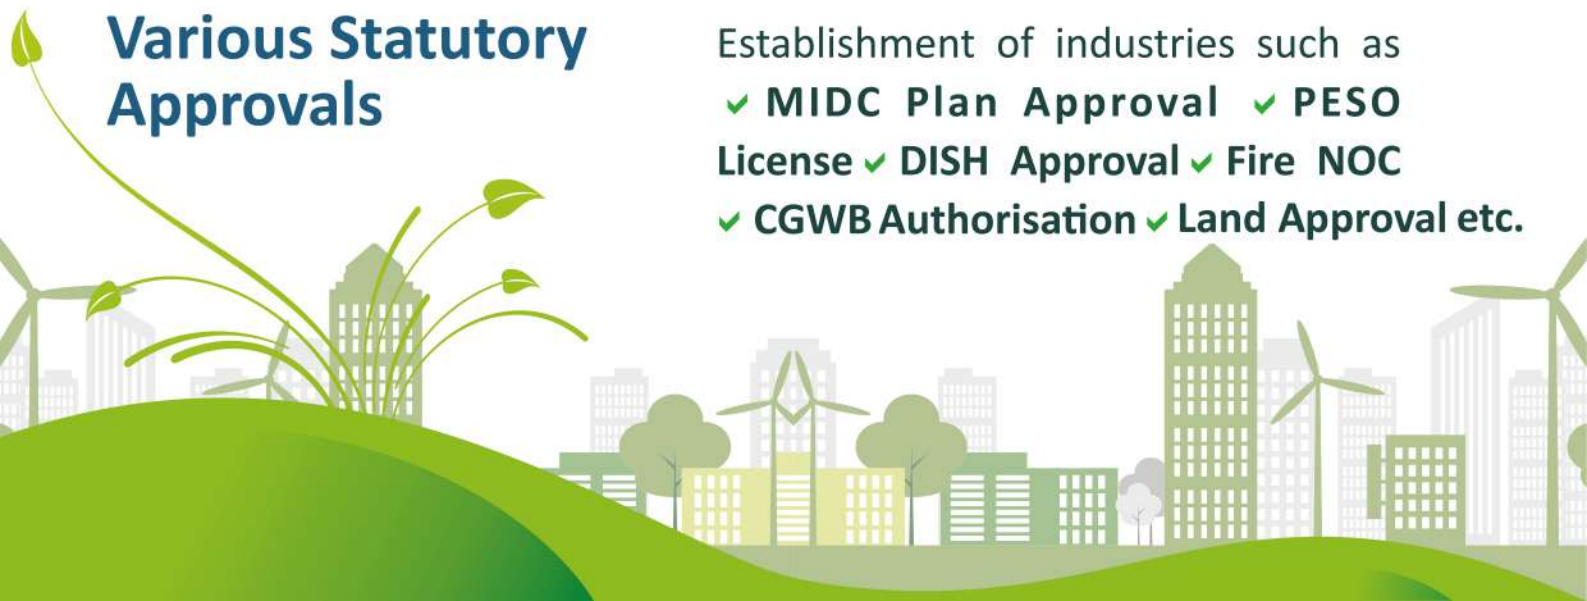 Various Statutory
Approvals
Establishment of industries such as
✓ MIDC Plan Approval ✓ PESO
License ✓ DISH Approval ✓ Fire NOC
✓ CGWB Authorisation ✓ Land Approval etc.